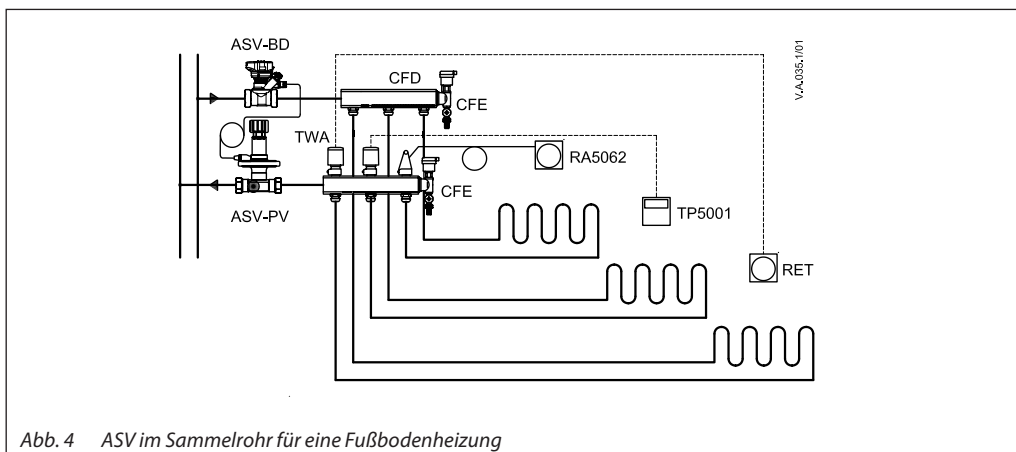 ASV-BD
CFD
V.A.035.1/01
CFE
TWA
RA5062
CFE
TP5001
ASV-PV
RET
Abb. 4 ASV im Sammelrohr für eine Fußbodenheizung